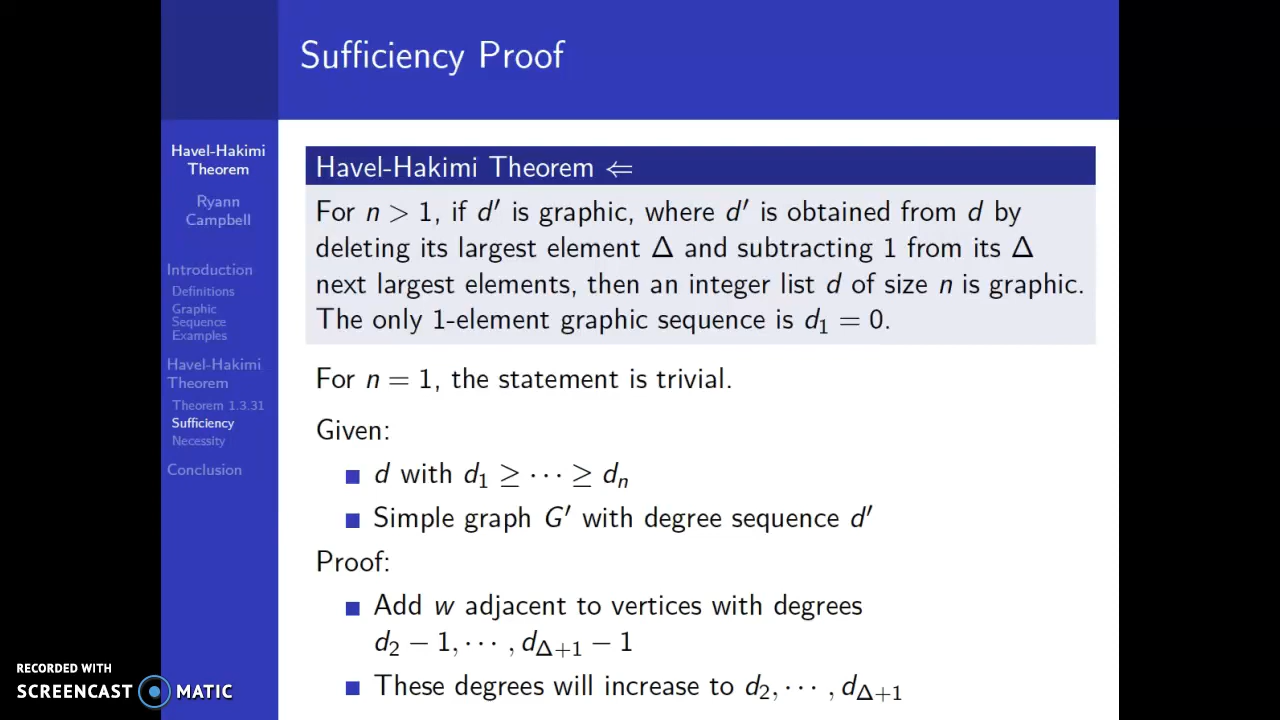 Sufficiency Proof
Havel-Hakimi
Theorem
Ryann
Campbell
Introduction
Definitions
Graphic
Sequence
Examples
Havel-Hakimi
Theorem
Theorem 1.3.31
Sufficiency
Necessity
Conclusion
Havel-Hakimi Theorem ⇐
For n > 1, if d′ is graphic, where d′ is obtained from d by
deleting its largest element Δ and subtracting 1 from its Δ
next largest elements, then an integer list d of size n is graphic.
The only 1-element graphic sequence is d₁ = 0.
For n = 1, the statement is trivial.
Given:
■ d with d₁ ≥ ⋯ ≥ dₙ
■ Simple graph G′ with degree sequence d′
Proof:
■ Add w adjacent to vertices with degrees
d₂ − 1, ⋯ , d_{Δ+1} − 1
■ These degrees will increase to d₂, ⋯ , d_{Δ+1}
RECORDED WITH
SCREENCAST MATIC